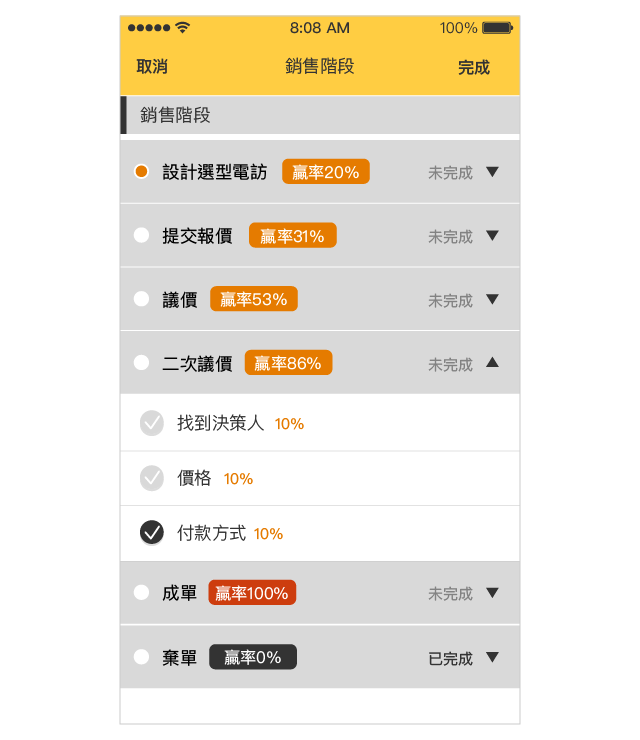 8:08 AM 100%
取消 銷售階段 完成
銷售階段
設計選型電訪 贏率20% 未完成
提交報價 贏率31% 未完成
議價 贏率53% 未完成
二次議價 贏率86% 未完成
找到決策人 10%
價格 10%
付款方式 10%
成單 贏率100% 未完成
棄單 贏率0% 已完成